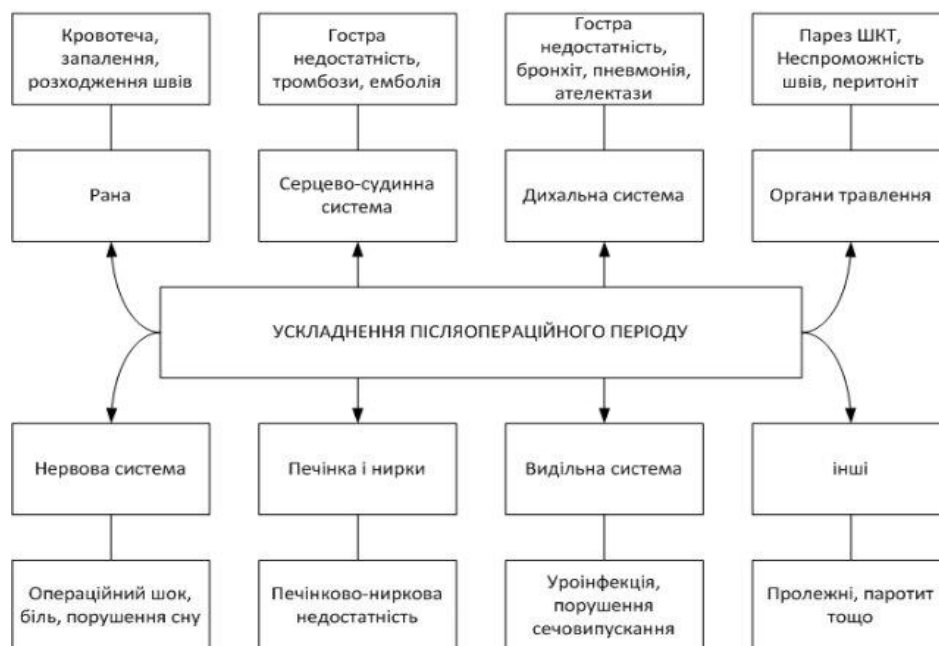 Кровотеча,
запалення,
розходження швів
Гостра
недостатність,
тромбози, емболія
Гостра
недостатність,
бронхіт, пневмонія,
ателектази
Парез ШКТ,
Неспроможність
швів, перитоніт
Рана
Серцево-судинна
система
Дихальна система
Органи травлення
УСКЛАДНЕННЯ ПІСЛЯОПЕРАЦІЙНОГО ПЕРІОДУ
Нервова система
Печінка і нирки
Видільна система
інші
Операційний шок,
біль, порушення сну
Печінково-ниркова
недостатність
Уроінфекція,
порушення
сечовипускання
Пролежні, паротит
тощо